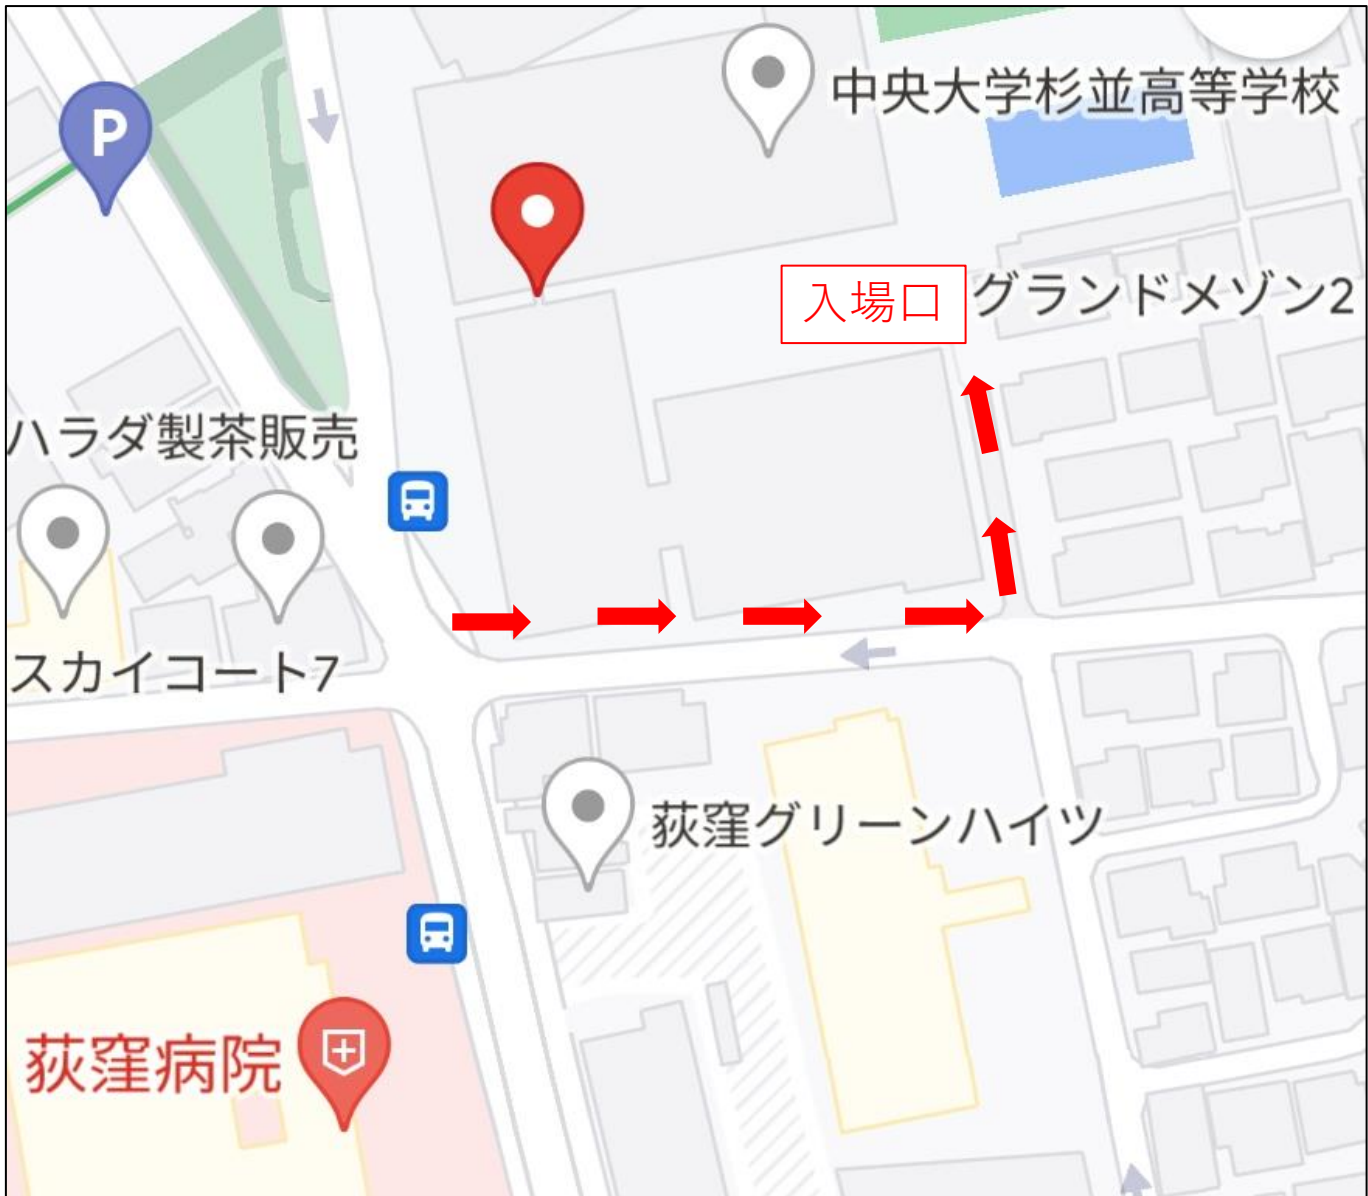 中央大学杉並高等学校
P
入場口
グランドメゾン2
ハラダ製茶販売
スカイコート7
荻窪グリーンハイツ
荻窪病院